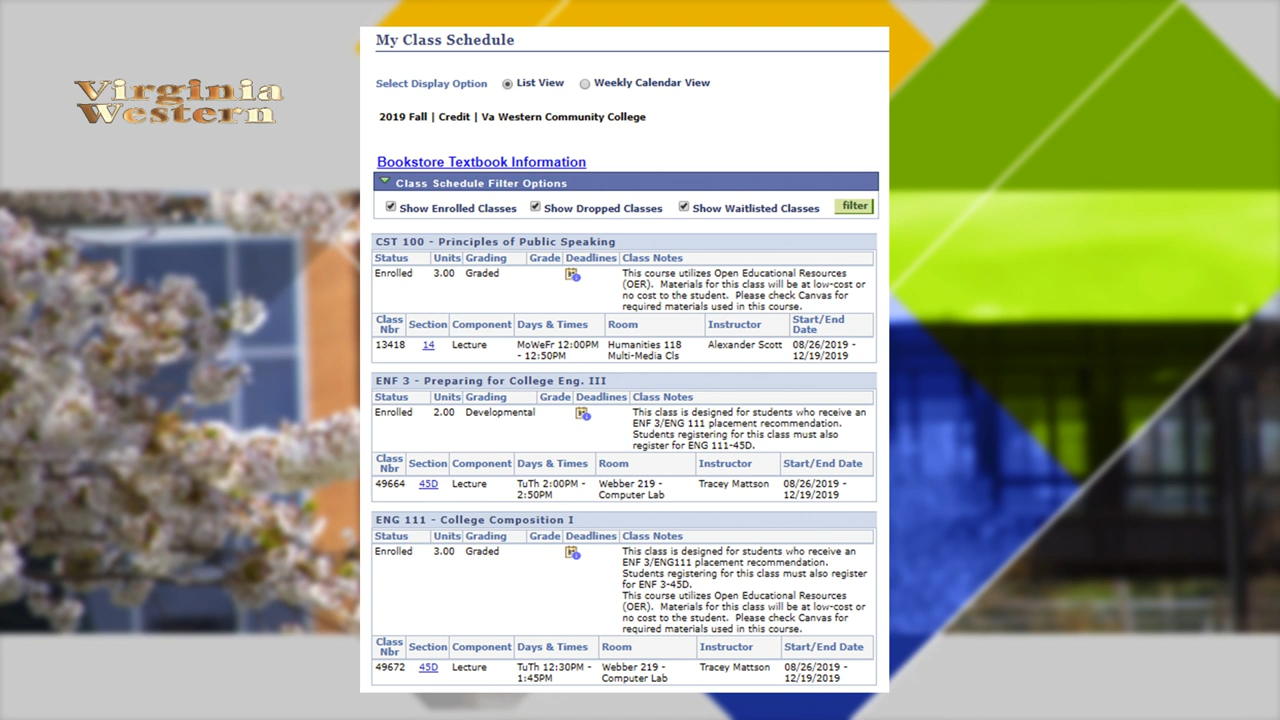 Virginia
Western
My Class Schedule
Select Display Option List View Weekly Calendar View
2019 Fall | Credit | Va Western Community College
Bookstore Textbook Information
Class Schedule Filter Options
Show Enrolled Classes Show Dropped Classes Show Waitlisted Classes filter
CST 100 - Principles of Public Speaking
Status Units Grading Grade Deadlines Class Notes
Enrolled 3.00 Graded This course utilizes Open Educational Resources
(OER). Materials for this class will be at low-cost or
no cost to the student. Please check Canvas for
required materials used in this course.
Class Nbr Section Component Days & Times Room Instructor Start/End Date
13418 14 Lecture MoWeFr 12:00PM Humanities 118 Alexander Scott 08/26/2019 -
- 12:50PM Multi-Media Cls 12/19/2019
ENF 3 - Preparing for College Eng. III
Status Units Grading Grade Deadlines Class Notes
Enrolled 2.00 Developmental This class is designed for students who receive an
ENF 3/ENG 111 placement recommendation.
Students registering for this class must also
register for ENG 111-45D.
Class Nbr Section Component Days & Times Room Instructor Start/End Date
49664 45D Lecture TuTh 2:00PM - Webber 219 - Tracey Mattson 08/26/2019 -
2:50PM Computer Lab 12/19/2019
ENG 111 - College Composition I
Status Units Grading Grade Deadlines Class Notes
Enrolled 3.00 Graded This class is designed for students who receive an
ENF 3/ENG111 placement recommendation.
Students registering for this class must also register
for ENF 3-45D.
This course utilizes Open Educational Resources
(OER). Materials for this class will be at low-cost or
no cost to the student. Please check Canvas for
required materials used in this course.
Class Nbr Section Component Days & Times Room Instructor Start/End Date
49672 45D Lecture TuTh 12:30PM - Webber 219 - Tracey Mattson 08/26/2019 -
1:45PM Computer Lab 12/19/2019